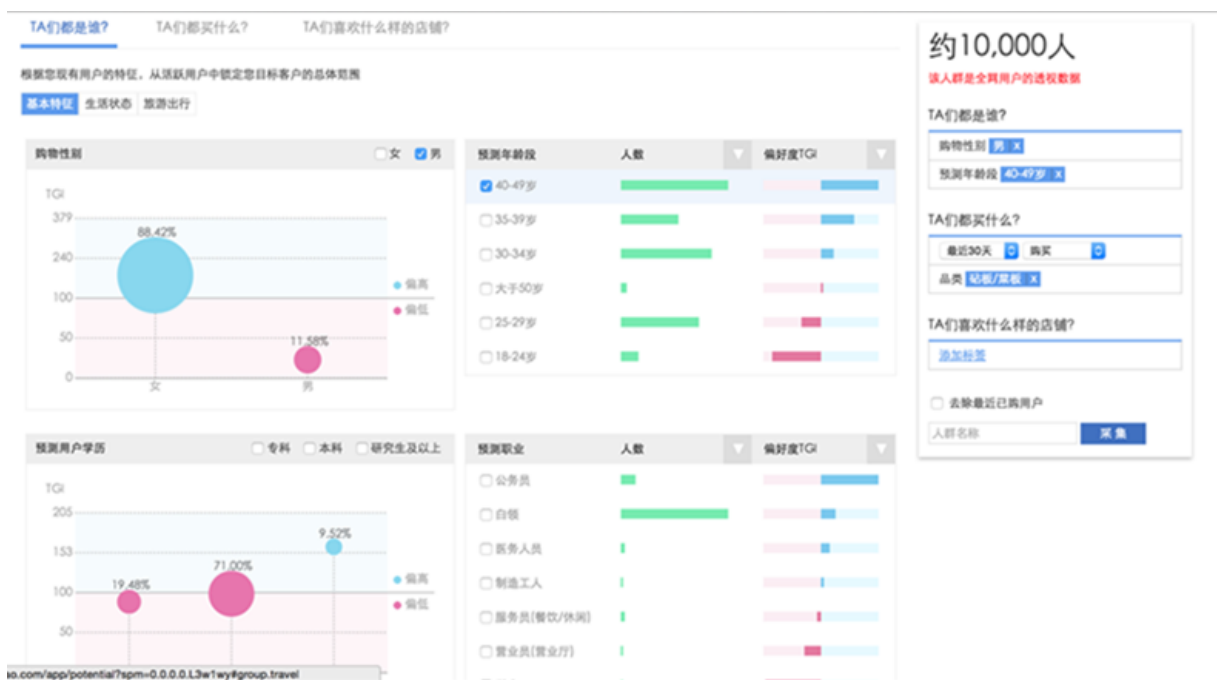 TA们都是谁? TA们都买什么? TA们喜欢什么样的店铺?
根据您现有用户的特征，从活跃用户中锁定您目标客户的总体范围
基本特征 生活状态 旅游出行
购物性别 女 男
TGI
379
240
100
50
0
88.42%
11.58%
女 男
偏高
偏低
预测年龄段 人数 偏好度TGI
40-49岁
35-39岁
30-34岁
大于50岁
25-29岁
18-24岁
预测用户学历 专科 本科 研究生及以上
TGI
205
153
100
50
19.48%
71.00%
9.52%
偏高
偏低
预测职业 人数 偏好度TGI
公务员
白领
医务人员
制造工人
服务员(餐饮/休闲)
营业员(营业厅)
约10,000人
该人群是全网用户的透视数据
TA们都是谁?
购物性别 男 x
预测年龄段 40-49岁 x
TA们都买什么?
最近30天 购买
品类 砧板/菜板 x
TA们喜欢什么样的店铺?
添加标签
去除最近已购用户
人群名称 采集
ao.com/app/potential?spm=0.0.0.0.L3w1wy#group.travel